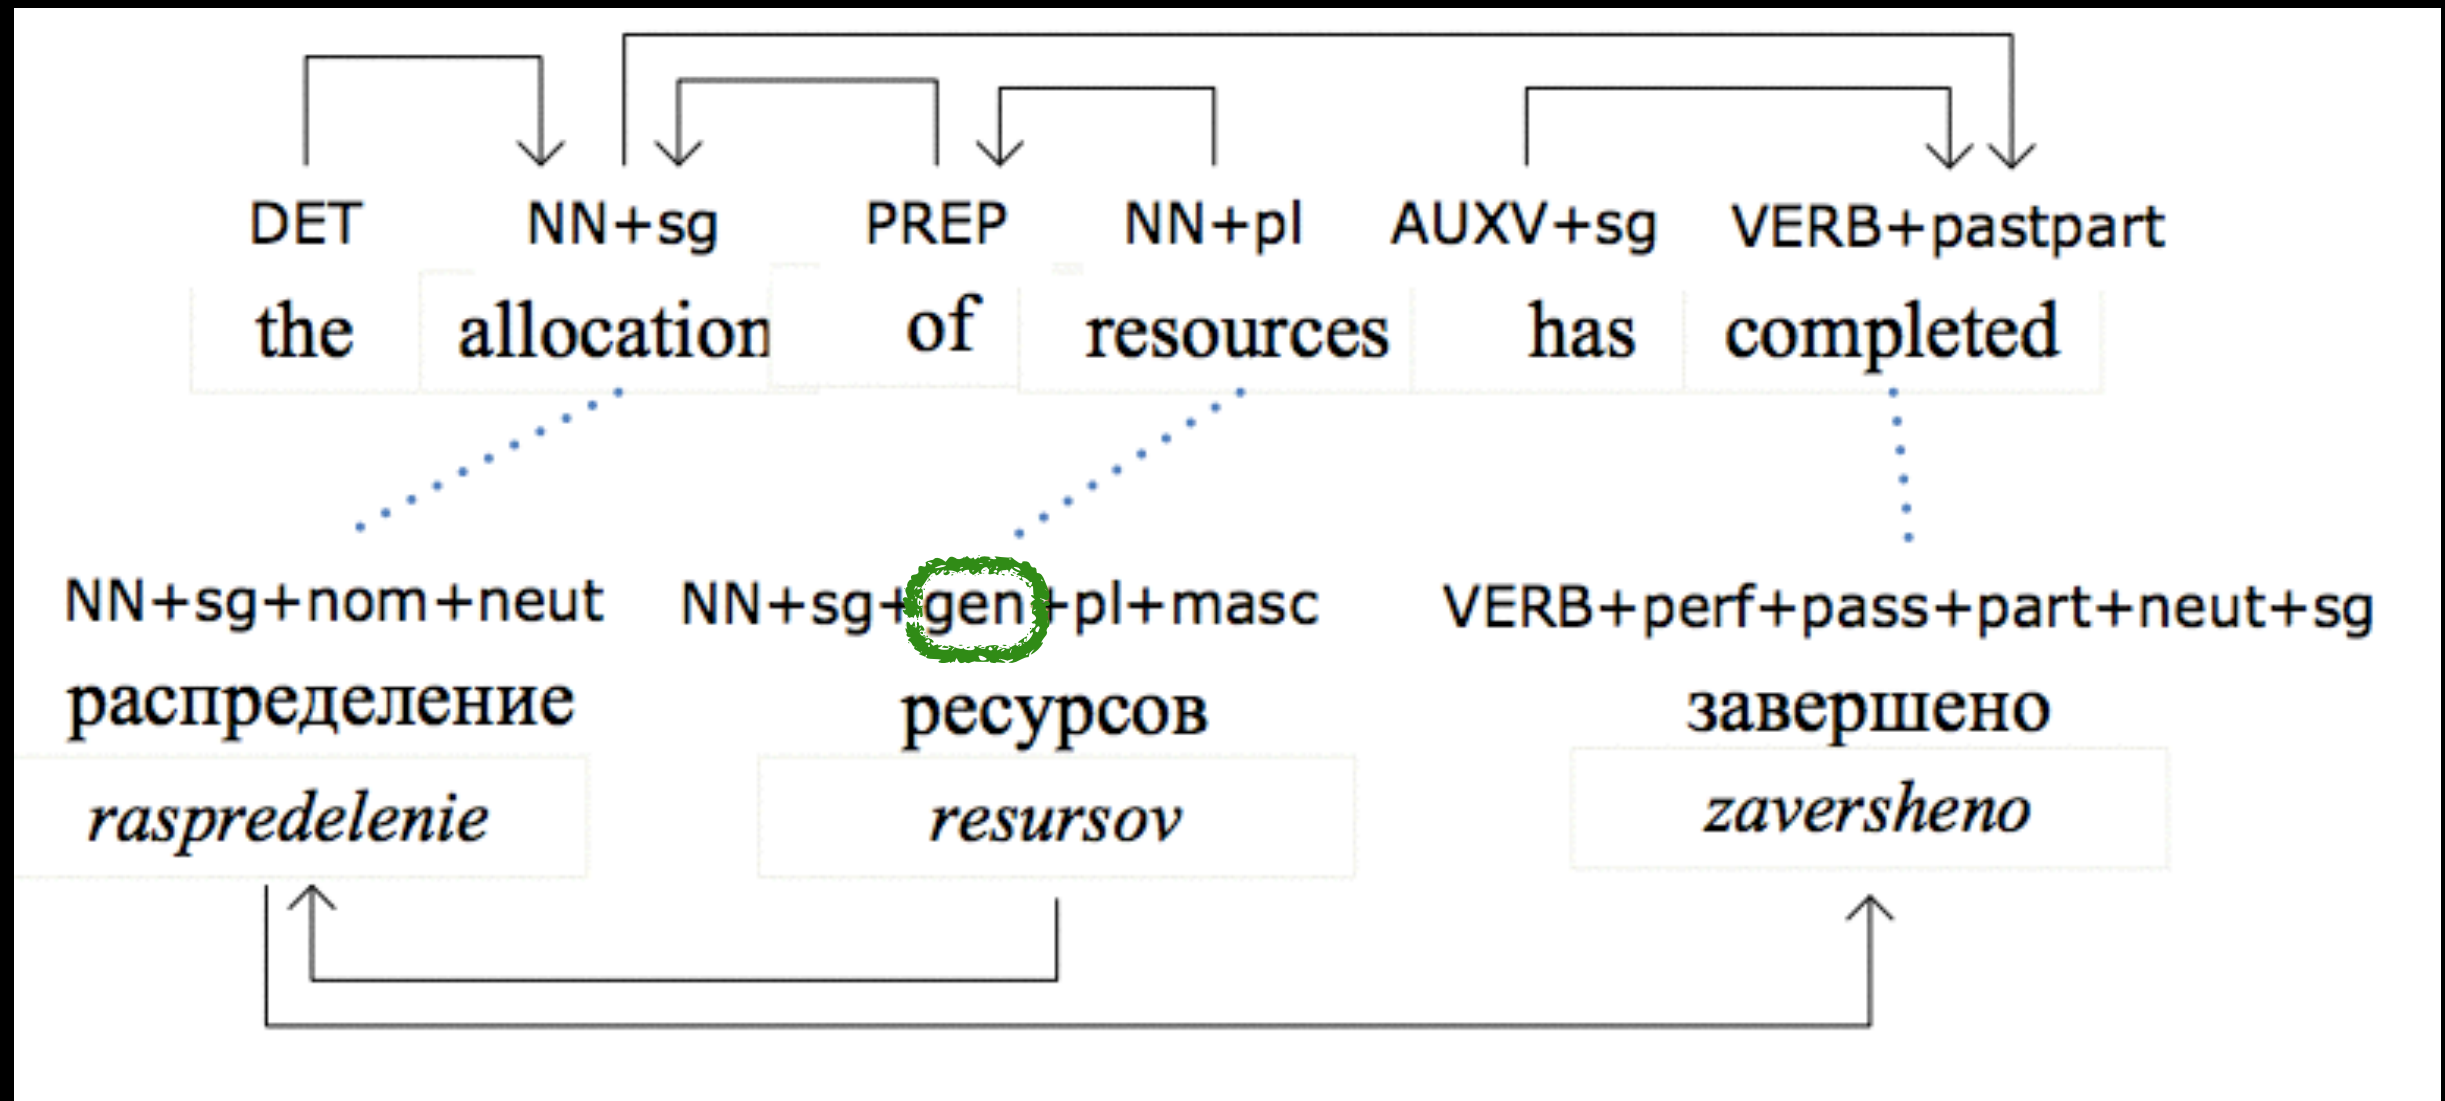 DET NN+sg PREP NN+pl AUXV+sg VERB+pastpart
the allocation of resources has completed
NN+sg+nom+neut NN+sg+gen+pl+masc VERB+perf+pass+part+neut+sg
распределение ресурсов завершено
raspredelenie resursov zaversheno